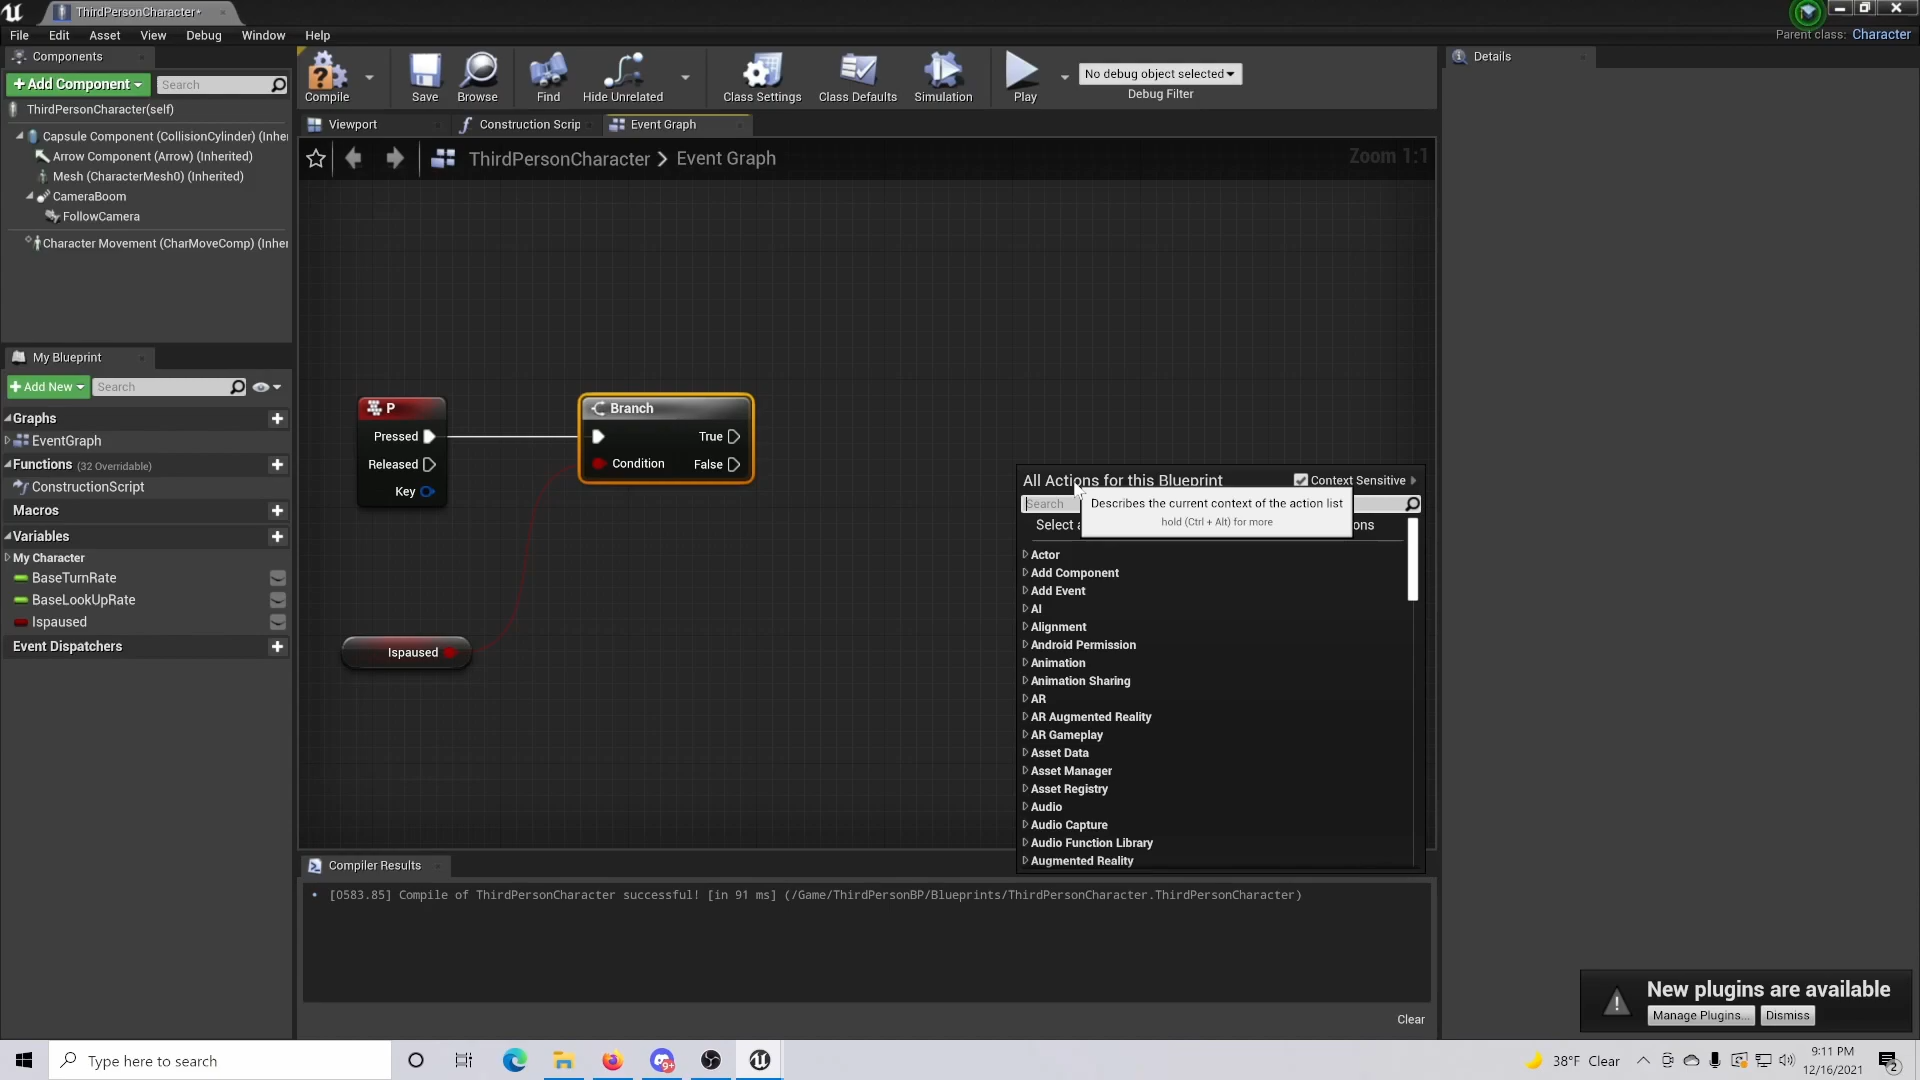 ThirdPersonCharacter*
File Edit Asset View Debug Window Help
Parent class: Character
Components
Add Component
Search
ThirdPersonCharacter(self)
Capsule Component (CollisionCylinder) (Inhe
Arrow Component (Arrow) (Inherited)
Mesh (CharacterMesh0) (Inherited)
CameraBoom
FollowCamera
Character Movement (CharMoveComp) (Inhe
My Blueprint
Add New
Search
Graphs
EventGraph
Functions (32 Overridable)
ConstructionScript
Macros
Variables
My Character
BaseTurnRate
BaseLookUpRate
Ispaused
Event Dispatchers
Compile
Save
Browse
Find
Hide Unrelated
Class Settings
Class Defaults
Simulation
Play
No debug object selected
Debug Filter
Viewport
Construction Scrip
Event Graph
ThirdPersonCharacter > Event Graph
Zoom 1:1
P
Pressed
Released
Key
Branch
True
Condition
False
Ispaused
All Actions for this Blueprint
Context Sensitive
Search
Describes the current context of the action list
hold (Ctrl + Alt) for more
Select
ons
Actor
Add Component
Add Event
AI
Alignment
Android Permission
Animation
Animation Sharing
AR
AR Augmented Reality
AR Gameplay
Asset Data
Asset Manager
Asset Registry
Audio
Audio Capture
Audio Function Library
Augmented Reality
Compiler Results
[0583.85] Compile of ThirdPersonCharacter successful! [in 91 ms] (/Game/ThirdPersonBP/Blueprints/ThirdPersonCharacter.ThirdPersonCharacter)
Clear
Details
New plugins are available
Manage Plugins...
Dismiss
Type here to search
9+
38°F Clear
9:11 PM
12/16/2021
2